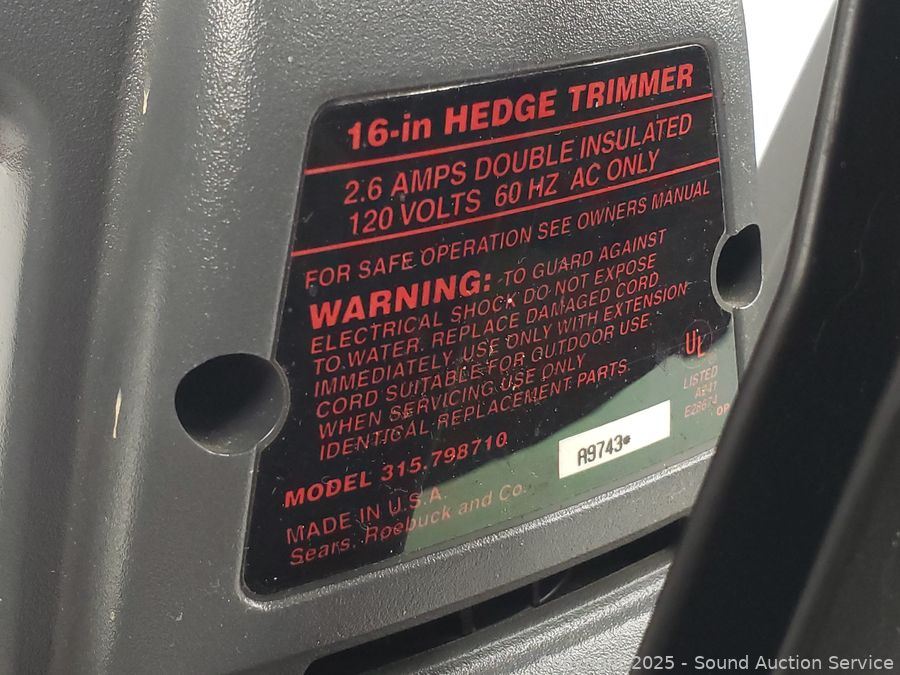 16-in HEDGE TRIMMER
2.6 AMPS DOUBLE INSULATED
120 VOLTS 60 HZ AC ONLY
FOR SAFE OPERATION SEE OWNERS MANUAL
WARNING: TO GUARD AGAINST
ELECTRICAL SHOCK DO NOT EXPOSE
TO WATER. REPLACE DAMAGED CORD
IMMEDIATELY. USE ONLY WITH EXTENSION
CORD SUITABLE FOR OUTDOOR USE.
WHEN SERVICING USE ONLY
IDENTICAL REPLACEMENT PARTS.
UL
LISTED
MODEL 315.798710
A9743*
MADE IN U.S.A.
Sears, Roebuck and Co.
2025 - Sound Auction Service